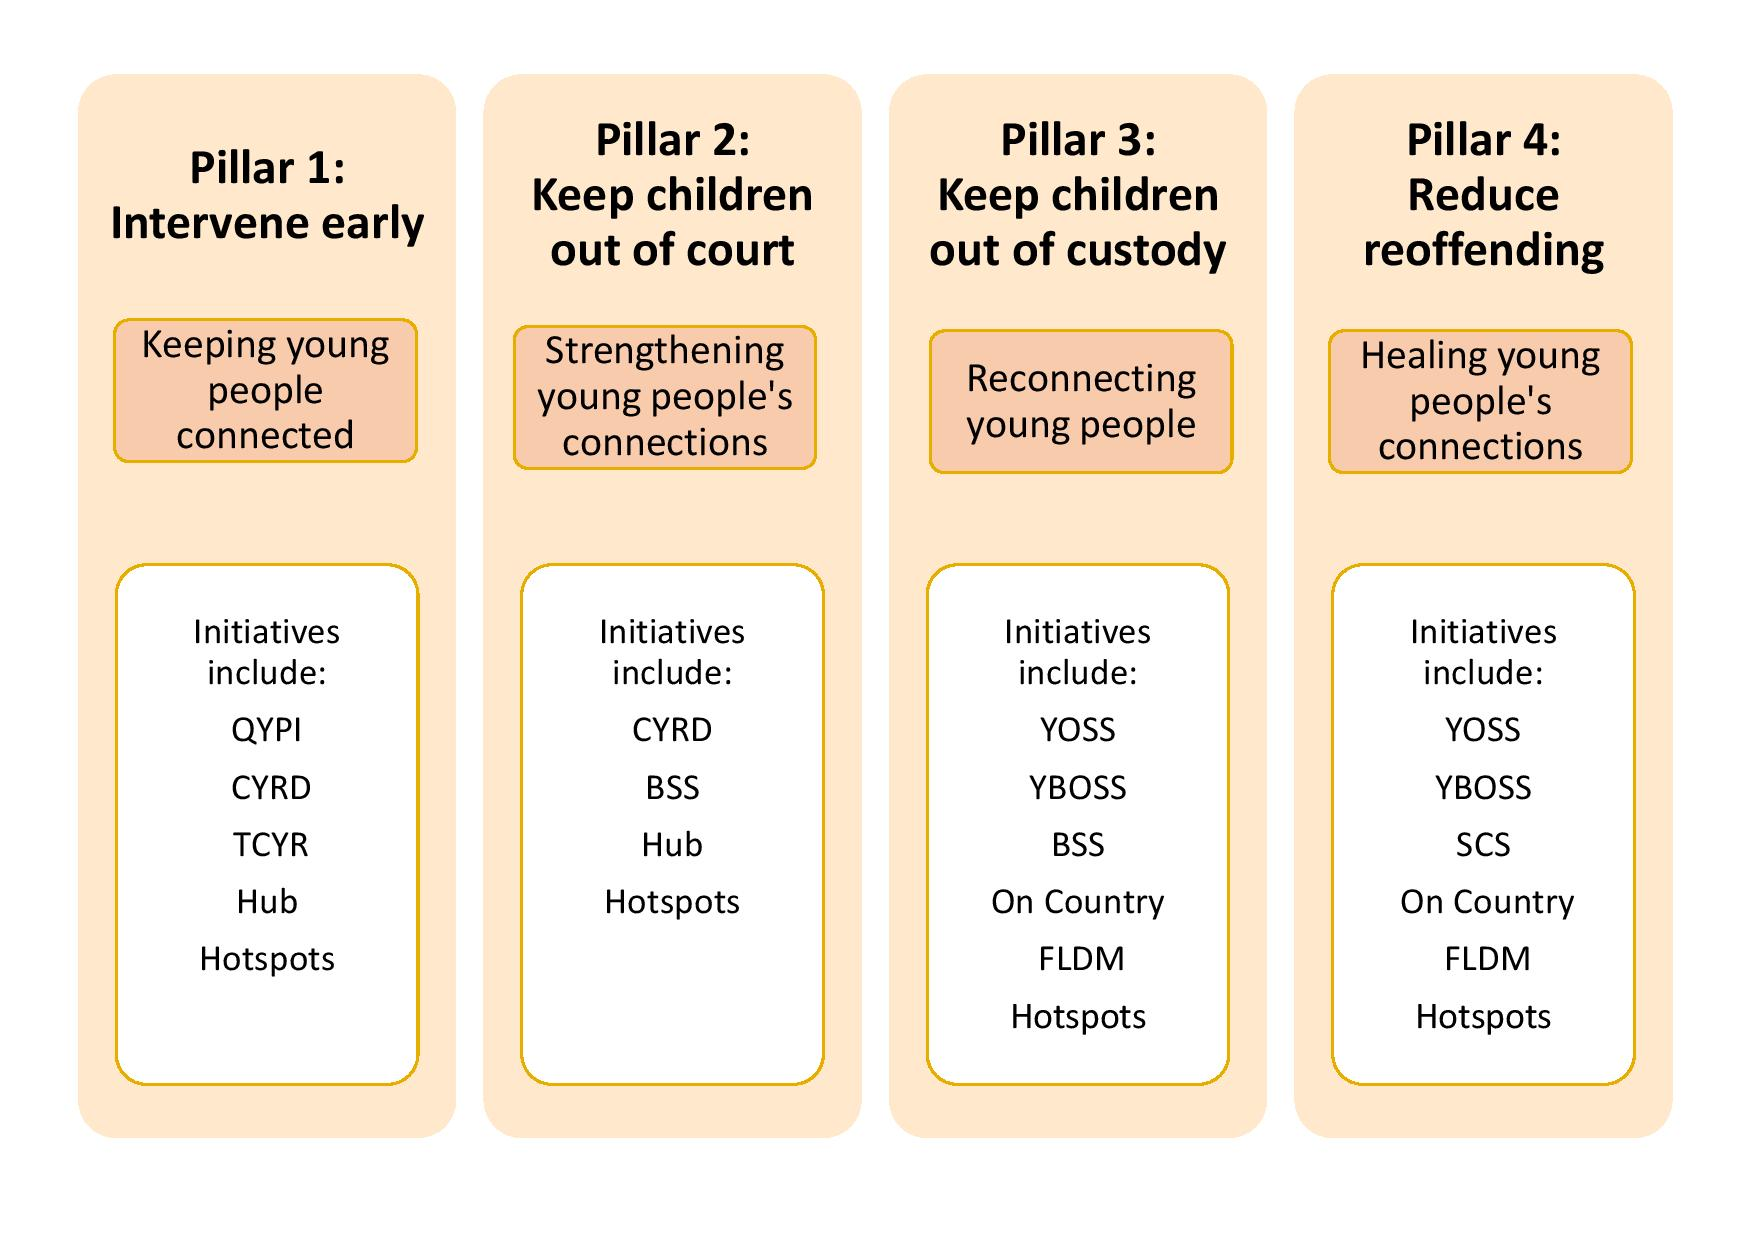 Pillar 1:
Intervene early
Keeping young
people
connected
Initiatives
include:
QYPI
CYRD
TCYR
Hub
Hotspots
Pillar 2:
Keep children
out of court
Strengthening
young people's
connections
Initiatives
include:
CYRD
BSS
Hub
Hotspots
Pillar 3:
Keep children
out of custody
Reconnecting
young people
Initiatives
include:
YOSS
YBOSS
BSS
On Country
FLDM
Hotspots
Pillar 4:
Reduce
reoffending
Healing young
people's
connections
Initiatives
include:
YOSS
YBOSS
SCS
On Country
FLDM
Hotspots